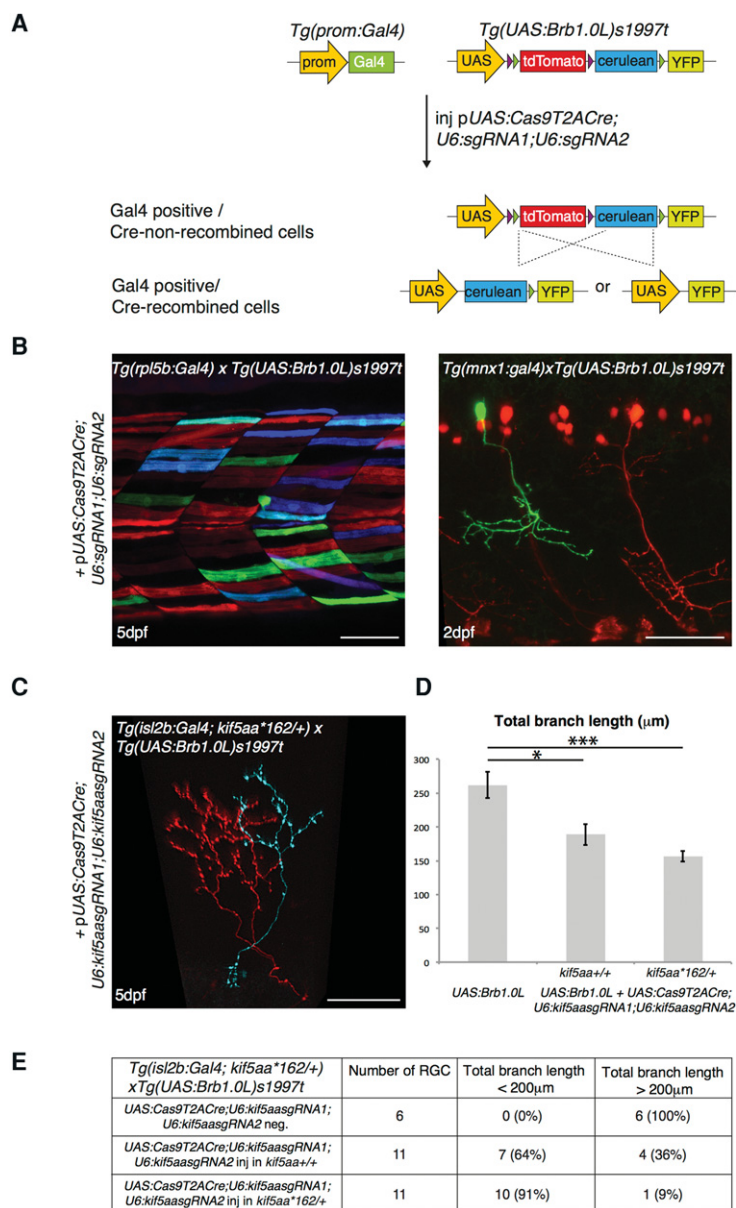 A
Tg(prom:Gal4)
Tg(UAS:Brb1.0L)s1997t
prom
Gal4
UAS
tdTomato
cerulean
YFP
inj pUAS:Cas9T2ACre;
U6:sgRNA1;U6:sgRNA2
Gal4 positive /
Cre-non-recombined cells
UAS
tdTomato
cerulean
YFP
Gal4 positive/
Cre-recombined cells
UAS
cerulean
YFP
or
UAS
YFP
B
+ pUAS:Cas9T2ACre;
U6:sgRNA1;U6:sgRNA2
Tg(rpl5b:Gal4) x Tg(UAS:Brb1.0L)s1997t
5dpf
Tg(mnx1:gal4)xTg(UAS:Brb1.0L)s1997t
2dpf
C
+ pUAS:Cas9T2ACre;
U6:kif5aasgRNA1;U6:kif5aasgRNA2
Tg(isl2b:Gal4; kif5aa*162/+) x
Tg(UAS:Brb1.0L)s1997t
5dpf
D
Total branch length (μm)
***
*
300
250
200
150
100
50
0
UAS:Brb1.0L
kif5aa+/+
kif5aa*162/+
UAS:Brb1.0L + UAS:Cas9T2ACre;
U6:kif5aasgRNA1;U6:kif5aasgRNA2
E
Tg(isl2b:Gal4; kif5aa*162/+)
xTg(UAS:Brb1.0L)s1997t
Number of RGC
Total branch length
< 200μm
Total branch length
> 200μm
UAS:Cas9T2ACre;U6:kif5aasgRNA1;
U6:kif5aasgRNA2 neg.
6
0 (0%)
6 (100%)
UAS:Cas9T2ACre;U6:kif5aasgRNA1;
U6:kif5aasgRNA2 inj in kif5aa+/+
11
7 (64%)
4 (36%)
UAS:Cas9T2ACre;U6:kif5aasgRNA1;
U6:kif5aasgRNA2 inj in kif5aa*162/+
11
10 (91%)
1 (9%)